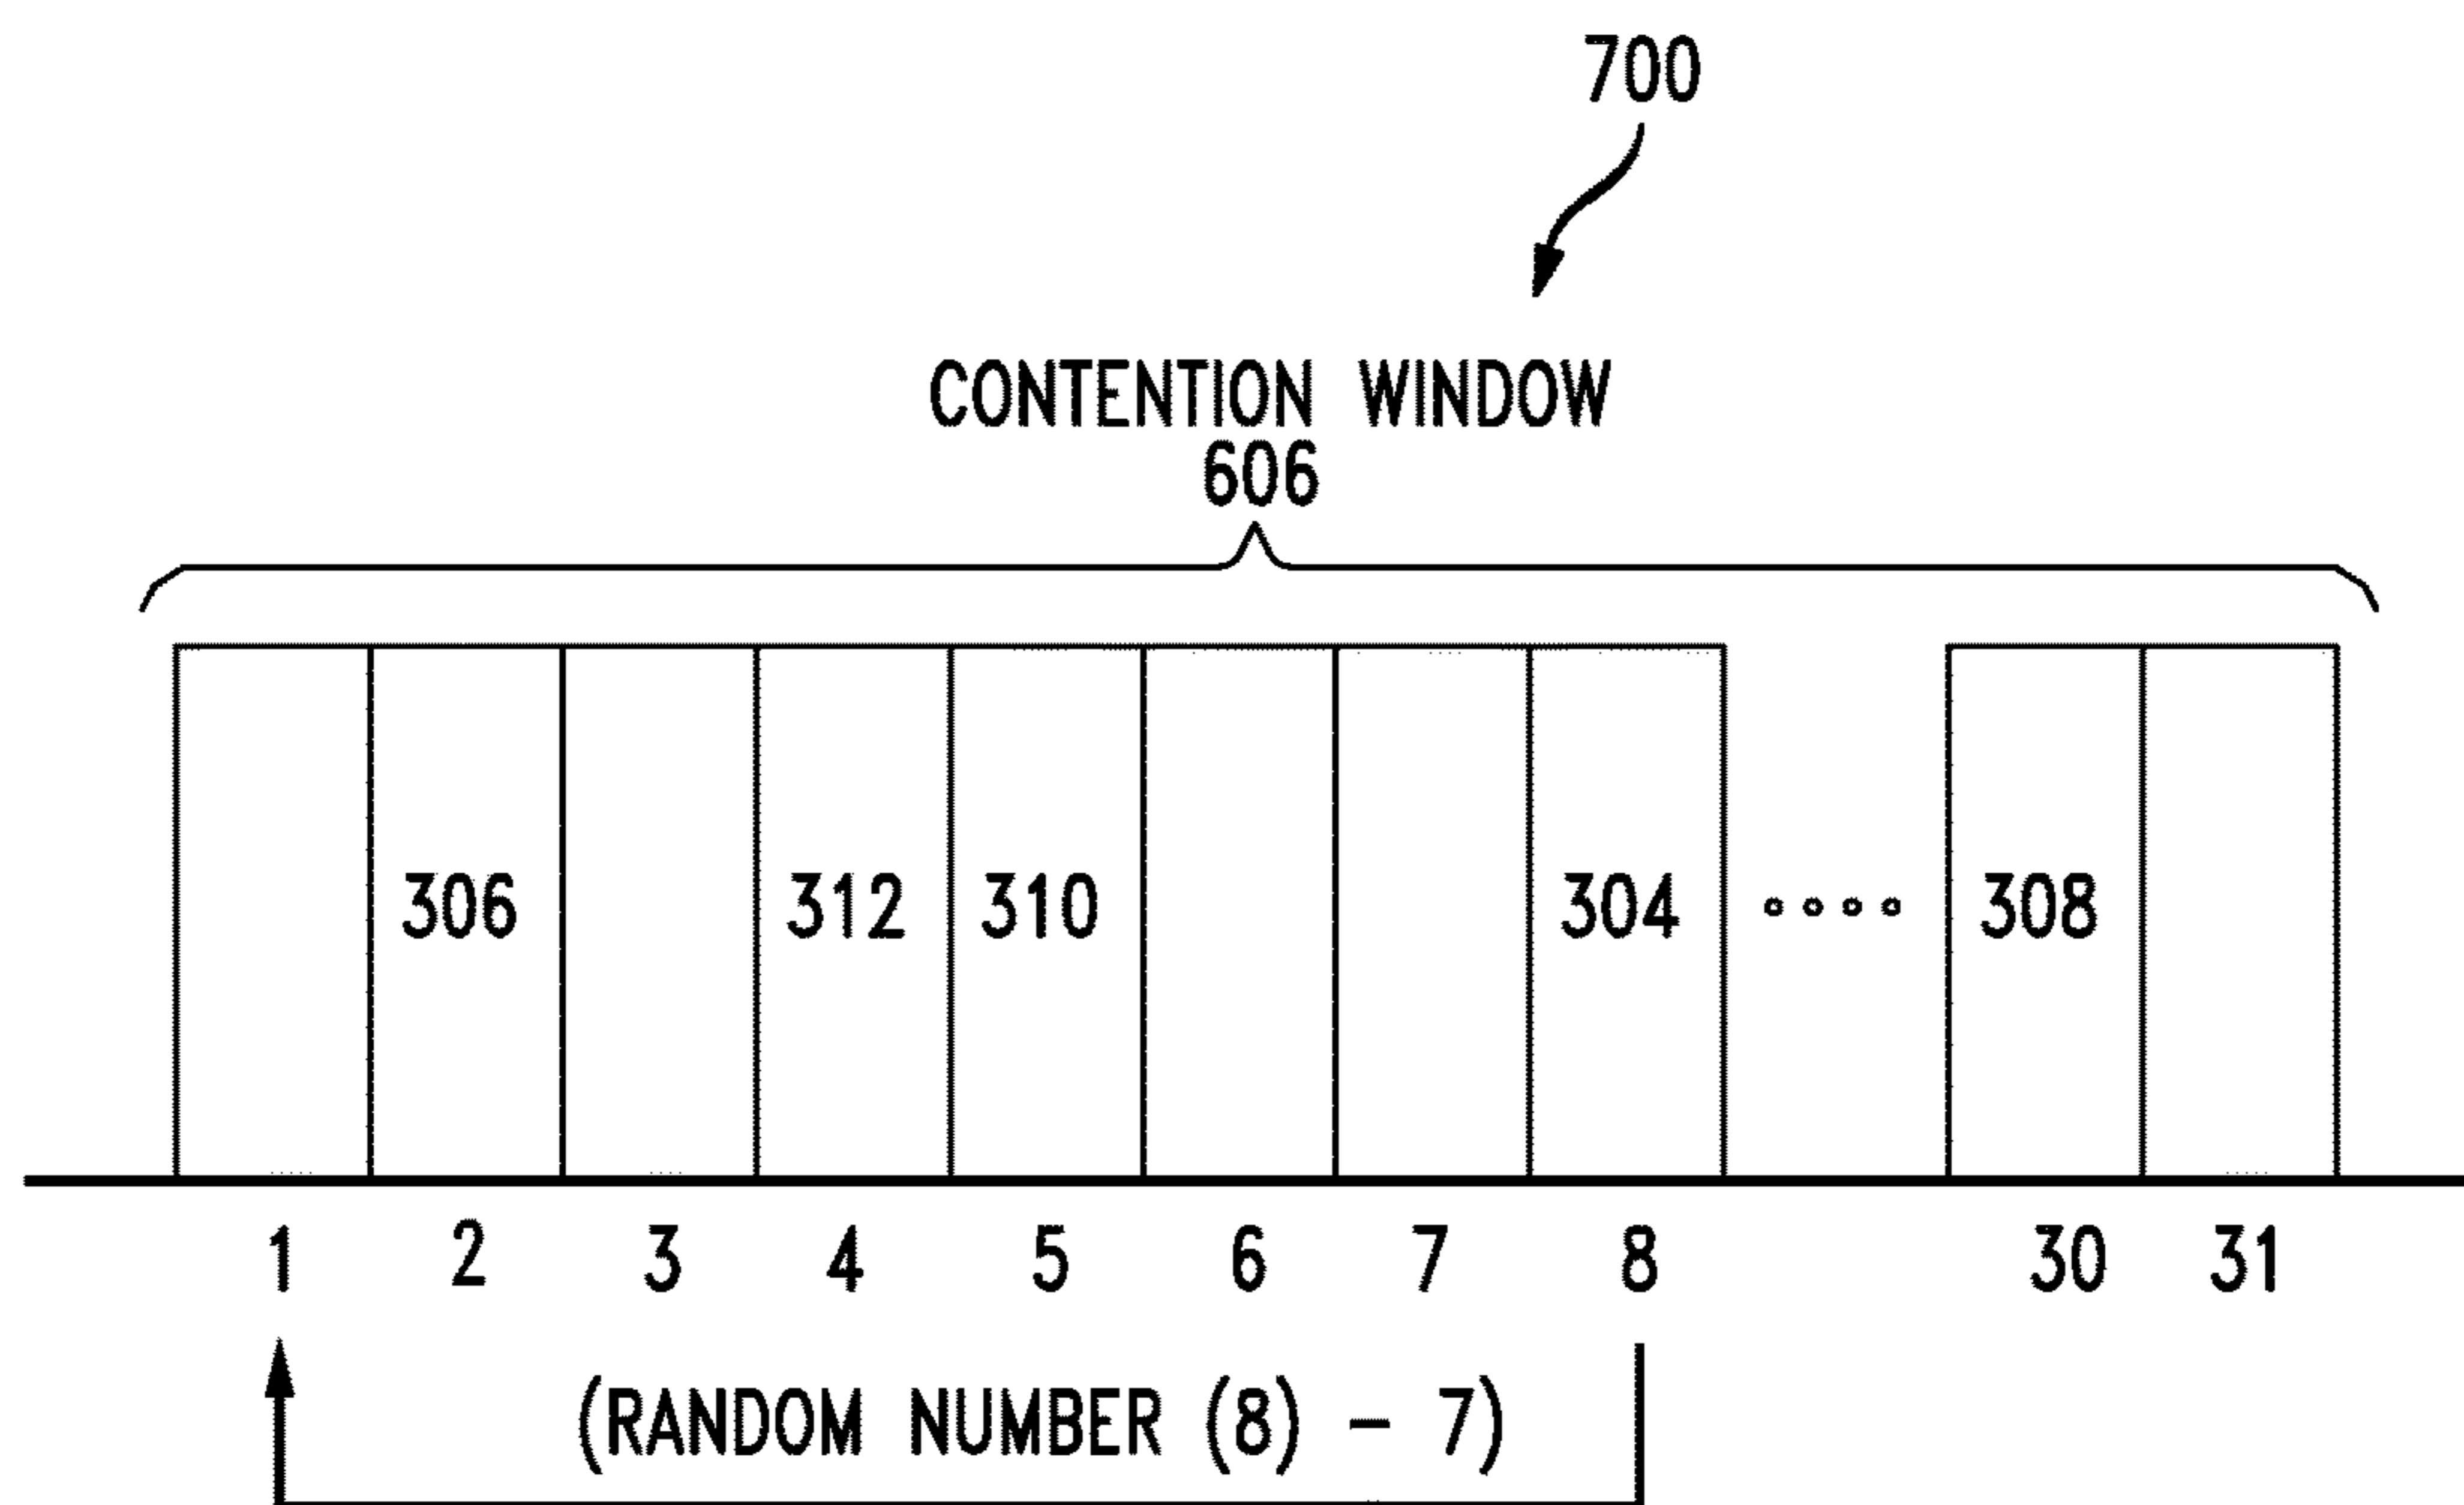 700
CONTENTION WINDOW
606
306 312 310 304 308
1 2 3 4 5 6 7 8 30 31
(RANDOM NUMBER (8) - 7)